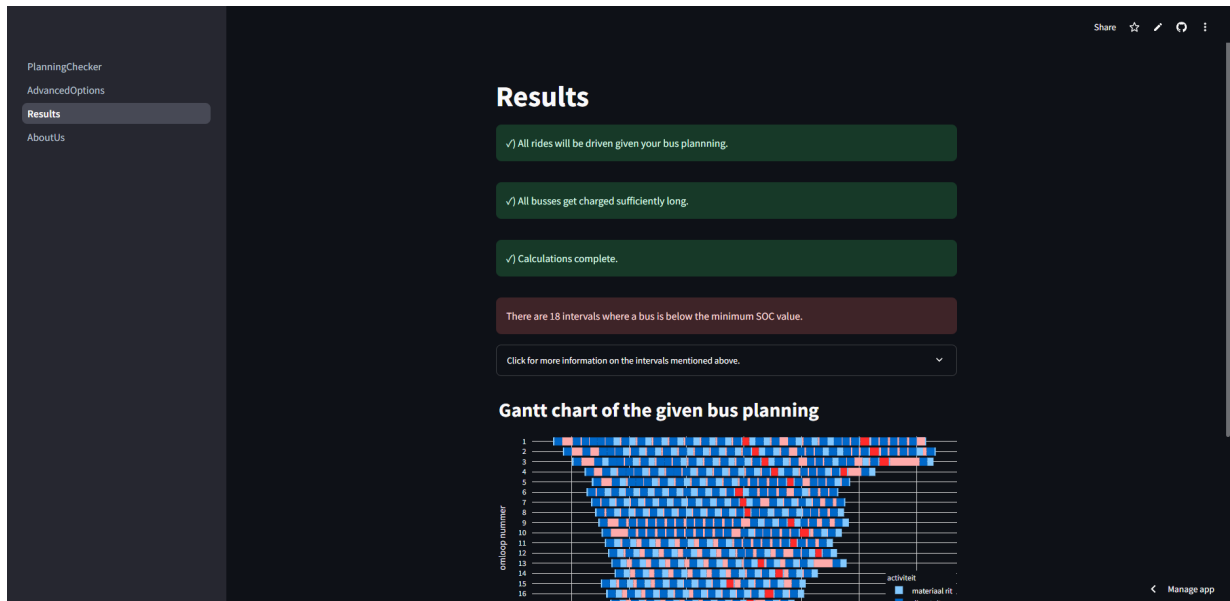 Share
PlanningChecker
AdvancedOptions
Results
AboutUs
Results
✓) All rides will be driven given your bus plannning.
✓) All busses get charged sufficiently long.
✓) Calculations complete.
There are 18 intervals where a bus is below the minimum SOC value.
Click for more information on the intervals mentioned above.
Gantt chart of the given bus planning
omloop nummer
1
2
3
4
5
6
7
8
9
10
11
12
13
14
15
16
activiteit
materiaal rit
Manage app